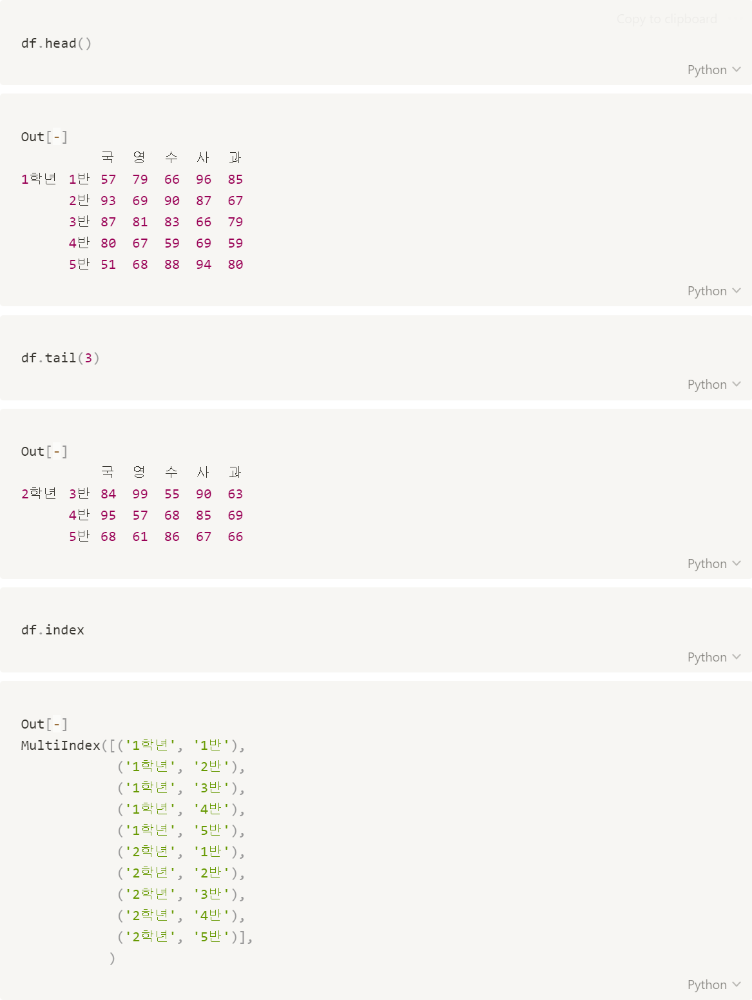 Copy to clipboard
df.head()
Python
Out[-]
국 영 수 사 과
1학년 1반 57 79 66 96 85
2반 93 69 90 87 67
3반 87 81 83 66 79
4반 80 67 59 69 59
5반 51 68 88 94 80
Python
df.tail(3)
Python
Out[-]
국 영 수 사 과
2학년 3반 84 99 55 90 63
4반 95 57 68 85 69
5반 68 61 86 67 66
Python
df.index
Python
Out[-]
MultiIndex([('1학년', '1반'),
('1학년', '2반'),
('1학년', '3반'),
('1학년', '4반'),
('1학년', '5반'),
('2학년', '1반'),
('2학년', '2반'),
('2학년', '3반'),
('2학년', '4반'),
('2학년', '5반')],
)
Python